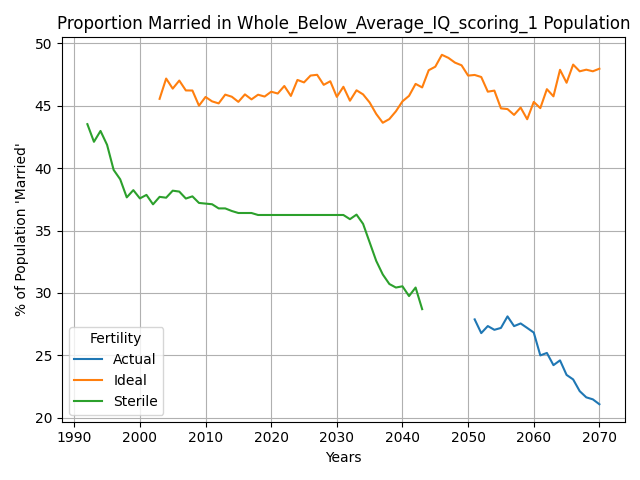 Proportion Married in Whole_Below_Average_IQ_scoring_1 Population
% of Population 'Married'
50
45
40
35
30
25
20
Fertility
Actual
Ideal
Sterile
1990 2000 2010 2020 2030 2040 2050 2060 2070
Years